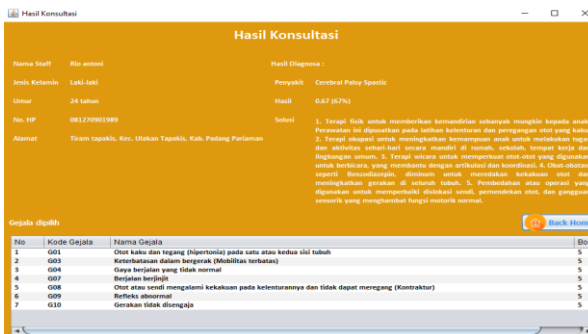 Hasil Konsultasi
Hasil Konsultasi
Nama Staff Rio antoni
Hasil Diagnosa :
Jenis Kelamin Laki-laki
Penyakit Cerebral Palsy Spastic
Umur 24 tahun
Hasil 0.67 (67%)
No. HP 081270901989
Alamat Tiram tapakis, Kec. Ulakan Tapakis, Kab. Padang Pariaman
Solusi 1. Terapi fisik untuk memberikan kemandirian sebanyak mungkin kepada anak
Perawatan ini dipusatkan pada latihan kelenturan dan peregangan otot yang kaku
2. Terapi okupasi untuk meningkatkan kemampuan anak untuk melakukan tugas
dan aktivitas sehari-hari secara mandiri di rumah, sekolah, tempat kerja dan
lingkungan umum. 3. Terapi wicara untuk memperkuat otot-otot yang digunakan
untuk berbicara, yang membantu dengan artikulasi dan koordinasi. 4. Obat-obatan
seperti Benzodiazepin, diminum untuk meredakan kekakuan otot dan
meningkatkan gerakan di seluruh tubuh. 5. Pembedahan atau operasi yang
digunakan untuk memperbaiki dislokasi sendi, pemendekan otot, dan gangguan
sensorik yang menghambat fungsi motorik normal.
Gejala dipilih
Back Hom
No Kode Gejala Nama Gejala Bo
1 G01 Otot kaku dan tegang (hipertonia) pada satu atau kedua sisi tubuh 5
2 G03 Keterbatasan dalam bergerak (Mobilitas terbatas) 5
3 G04 Gaya berjalan yang tidak normal 5
4 G07 Berjalan berjinjit 5
5 G08 Otot atau sendi mengalami kekakuan pada kelenturannya dan tidak dapat meregang (Kontraktur) 5
6 G09 Refleks abnormal 5
7 G10 Gerakan tidak disengaja 5